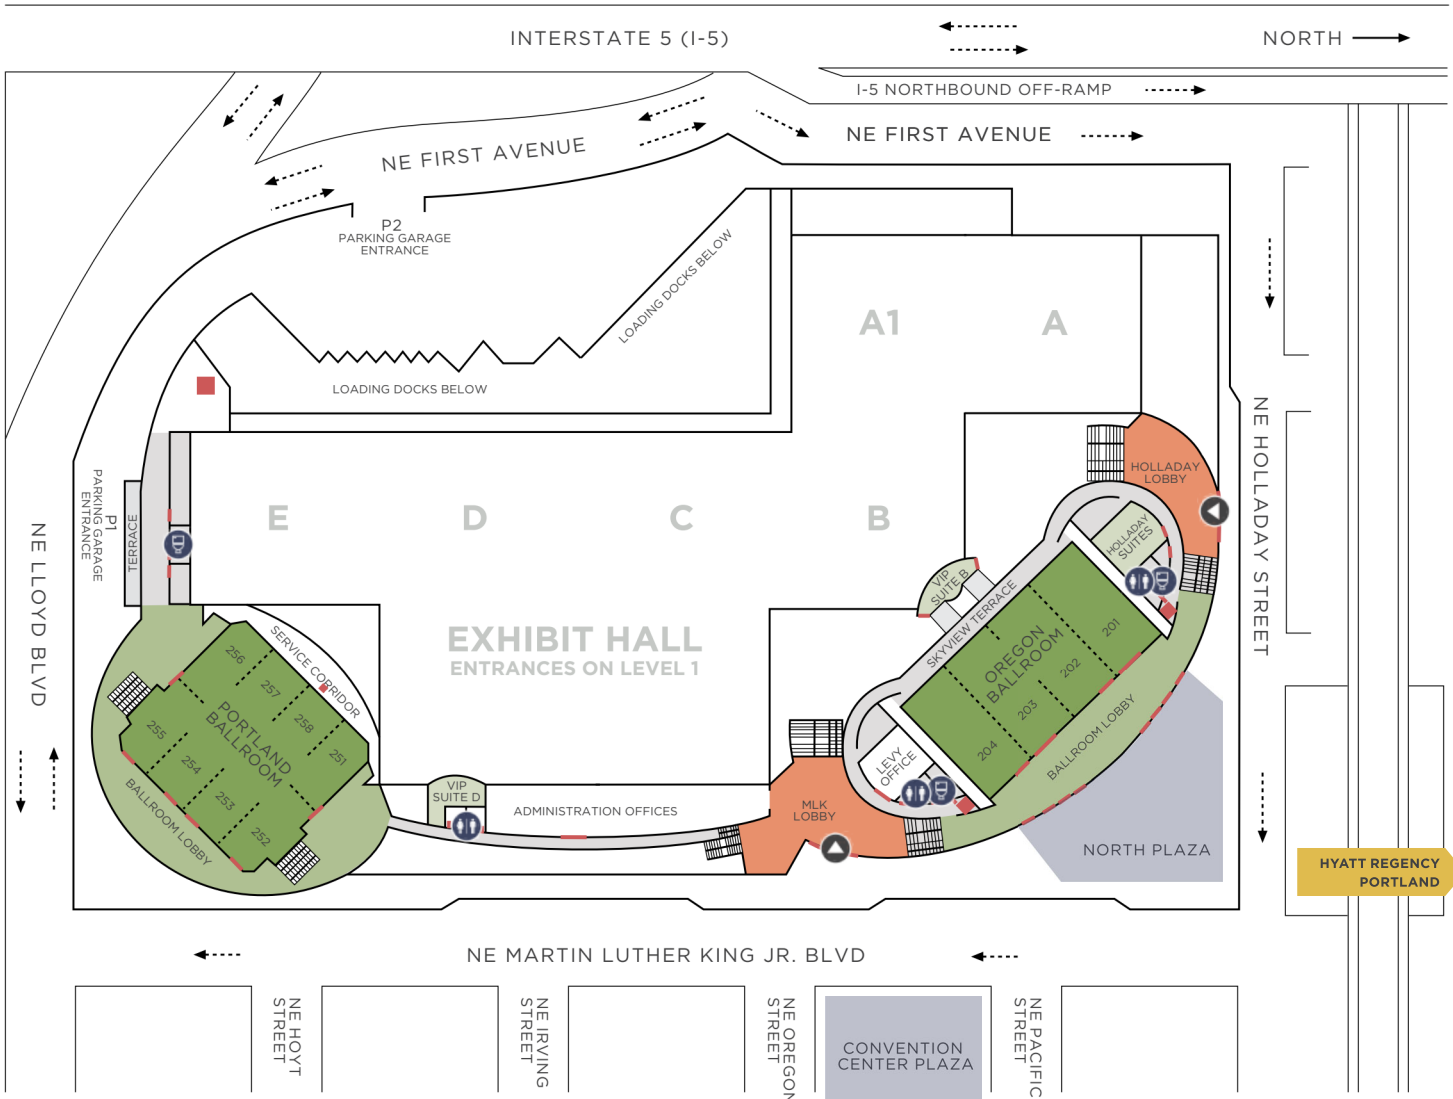 INTERSTATE 5 (I-5)
NORTH
I-5 NORTHBOUND OFF-RAMP
NE FIRST AVENUE
NE FIRST AVENUE
P2
PARKING GARAGE
ENTRANCE
LOADING DOCKS BELOW
LOADING DOCKS BELOW
A1
A
NE HOLLADAY STREET
HOLLADAY
LOBBY
P1
PARKING GARAGE
ENTRANCE
TERRACE
NE LLOYD BLVD
E
D
C
B
HOLLADAY
SUITES
VIP
SUITE B
SKYVIEW TERRACE
OREGON
BALLROOM
201
202
203
204
EXHIBIT HALL
ENTRANCES ON LEVEL 1
SERVICE CORRIDOR
256
257
258
251
PORTLAND
BALLROOM
255
254
253
252
BALLROOM LOBBY
BALLROOM LOBBY
LEVY
OFFICE
VIP
SUITE D
ADMINISTRATION OFFICES
MLK
LOBBY
NORTH PLAZA
HYATT REGENCY
PORTLAND
NE MARTIN LUTHER KING JR. BLVD
NE HOYT
STREET
NE IRVING
STREET
NE OREGON
STREET
CONVENTION
CENTER PLAZA
NE PACIFIC
STREET